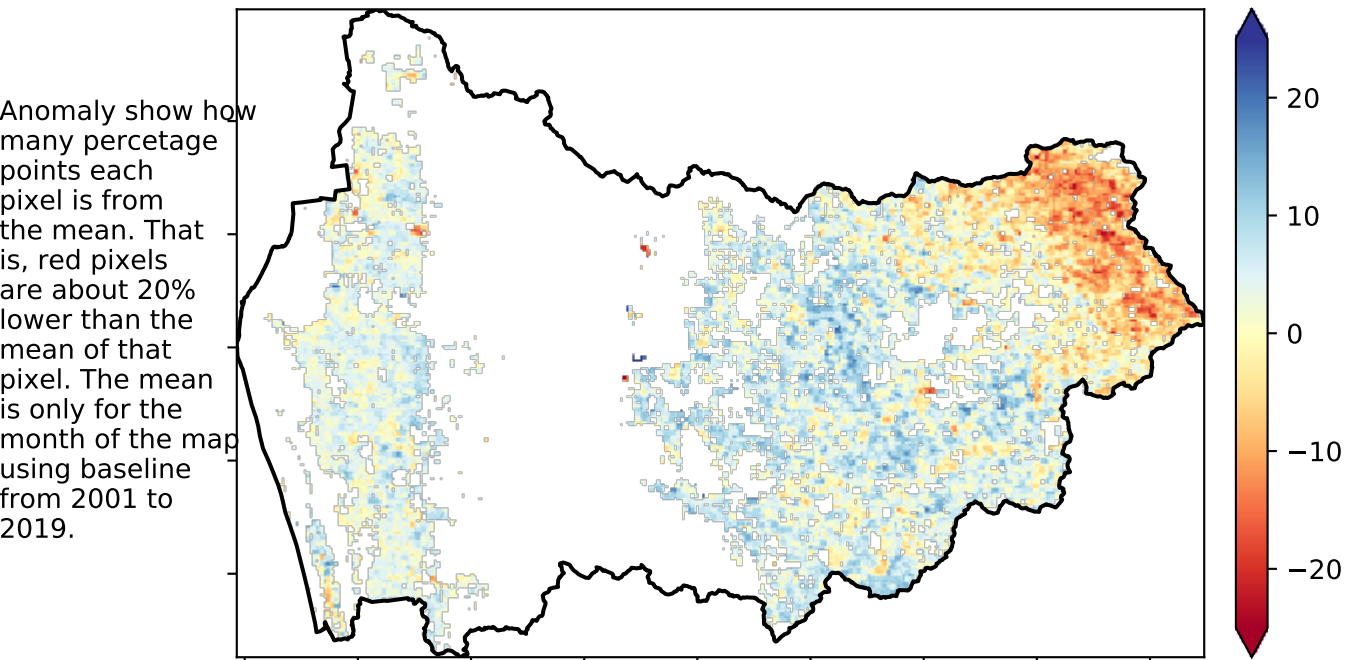 Anomaly show how
many percetage
points each
pixel is from
the mean. That
is, red pixels
are about 20%
lower than the
mean of that
pixel. The mean
is only for the
month of the map
using baseline
from 2001 to
2019.
20
10
0
−10
−20